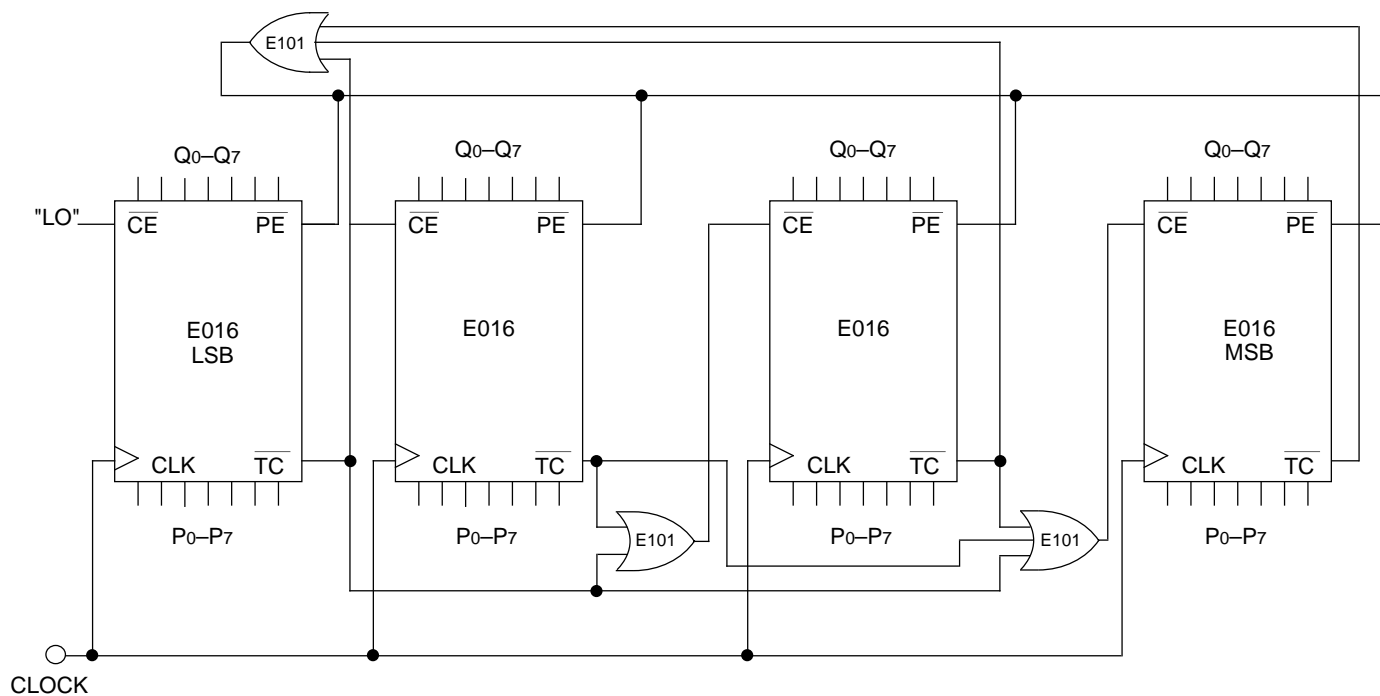 E101
Q0–Q7
Q0–Q7
Q0–Q7
Q0–Q7
"LO"
CE PE
CE PE
CE PE
CE PE
E016
LSB
E016
E016
E016
MSB
CLK TC
CLK TC
CLK TC
CLK TC
P0–P7
P0–P7
E101
P0–P7
E101
P0–P7
CLOCK